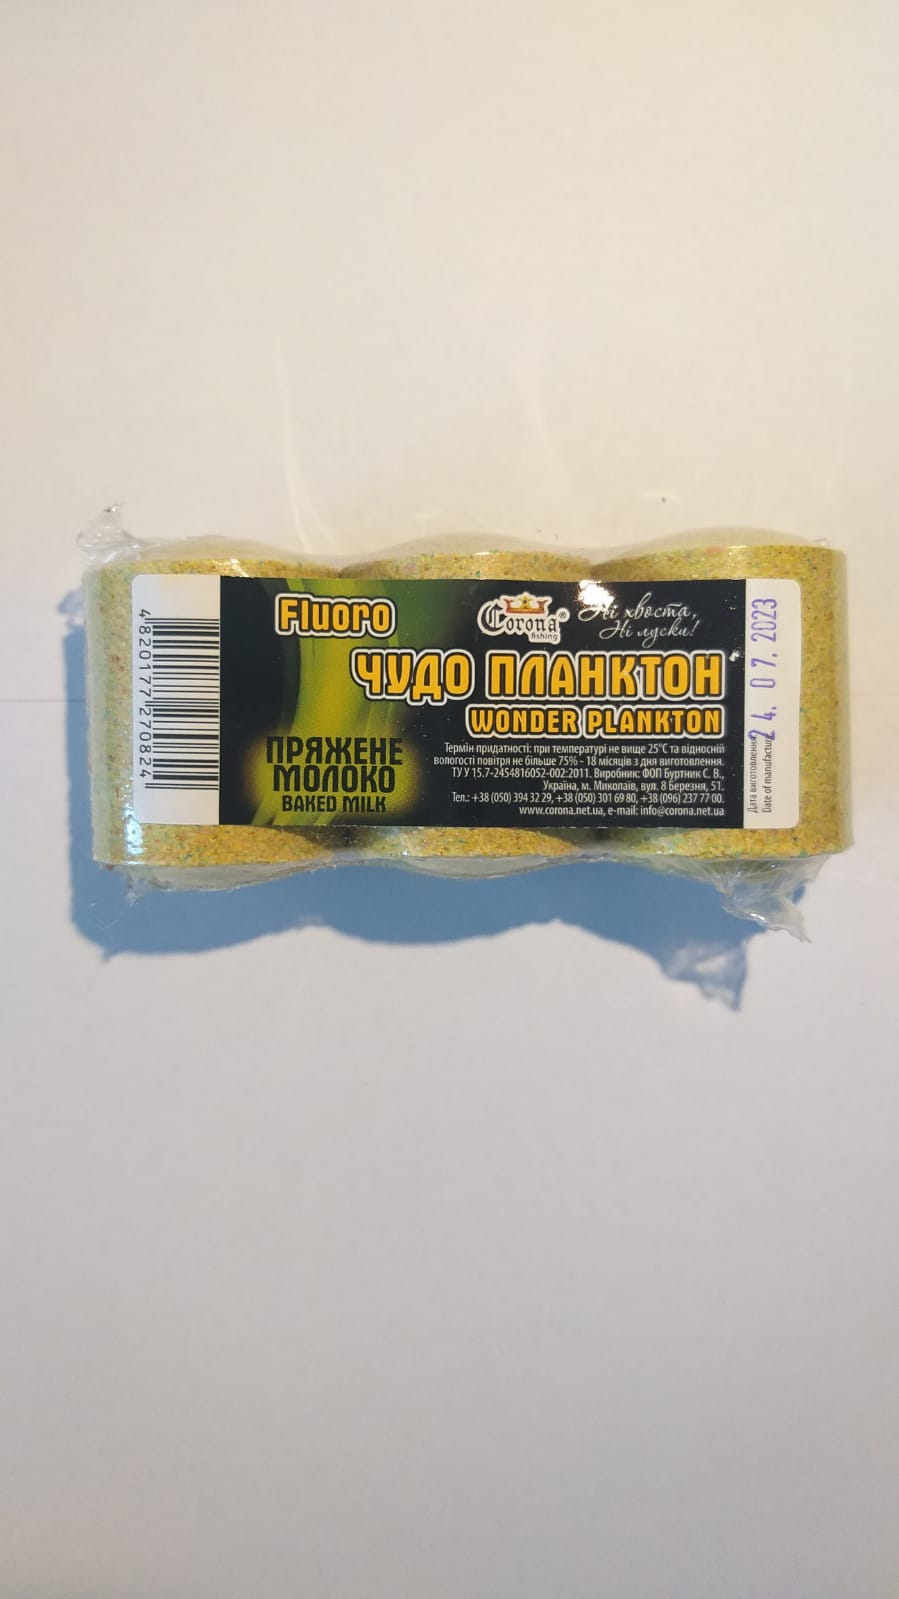 4820177270824
Fluoro
Corona®
fishing
Ні хвоста,
Ні луски!
ЧУДО ПЛАНКТОН
WONDER PLANKTON
ПРЯЖЕНЕ
МОЛОКО
BAKED MILK
Термін придатності: при температурі не вище 25°С та відносній
вологості повітря не більше 75% - 18 місяців з дня виготовлення.
ТУ У 15.7-2454816052-002:2011. Виробник: ФОП Буртник С. В.,
Україна, м. Миколаїв, вул. 8 Березня, 51.
Тел.: +38 (050) 394 32 29, +38 (050) 301 69 80, +38 (096) 237 77 00.
www.corona.net.ua, e-mail: info@corona.net.ua
Дата виготовлення
Date of manufacture
24. 07. 2023